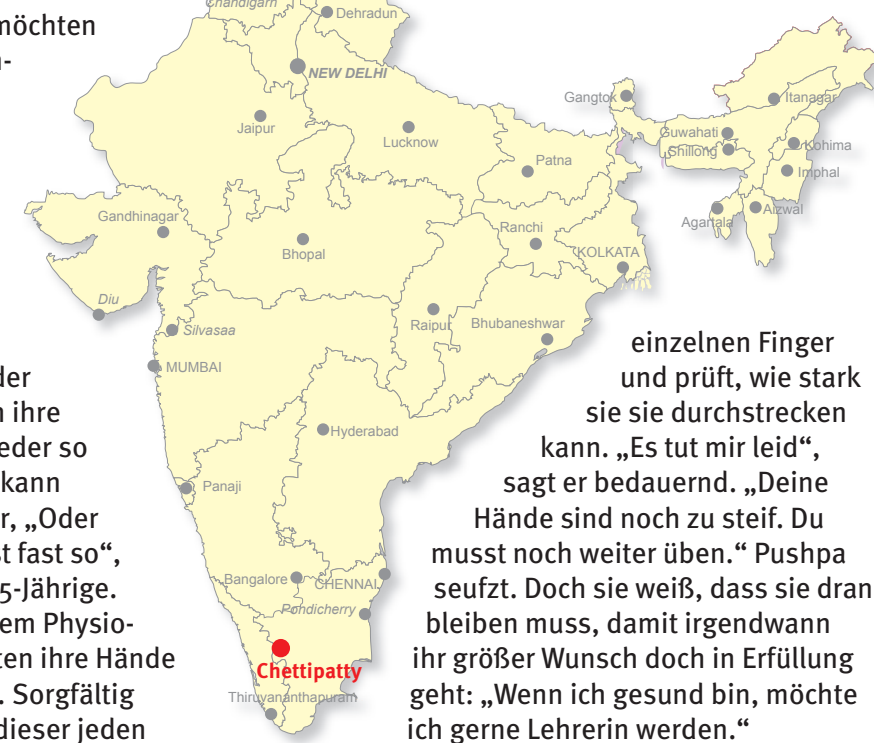 möchten
Chandigarh
Dehradun
NEW DELHI
Jaipur
Lucknow
Gangtok
Itanagar
Guwahati
Shillong
Kohima
Imphal
Patna
Agartala
Aizwal
Gandhinagar
Bhopal
Ranchi
KOLKATA
Diu
Silvasaa
Raipur
Bhubaneshwar
MUMBAI
Hyderabad
Panaji
Bangalore
CHENNAI
Pondicherry
Chettipatty
Thiruvananthapuram
der
ihre
eder so
kann
r, „Oder
st fast so“,
5-Jährige.
em Physio-
ten ihre Hände
. Sorgfältig
dieser jeden
einzelnen Finger
und prüft, wie stark
sie sie durchstrecken
kann. „Es tut mir leid“,
sagt er bedauernd. „Deine
Hände sind noch zu steif. Du
musst noch weiter üben.“ Pushpa
seufzt. Doch sie weiß, dass sie dran
bleiben muss, damit irgendwann
ihr größer Wunsch doch in Erfüllung
geht: „Wenn ich gesund bin, möchte
ich gerne Lehrerin werden.“